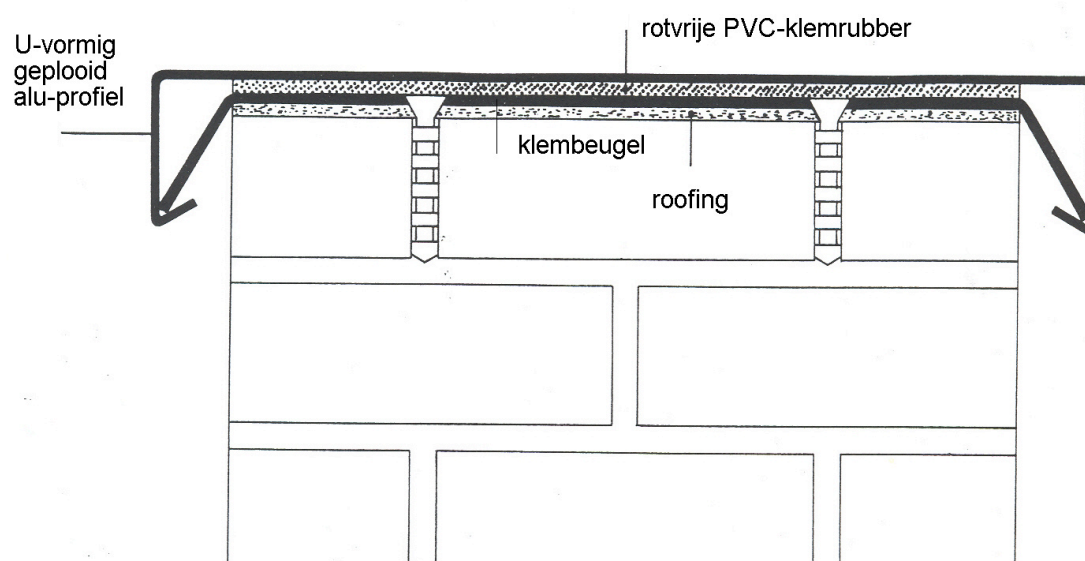 U-vormig
geplooid
alu-profiel
rotvrije PVC-klemrubber
klembeugel
roofing